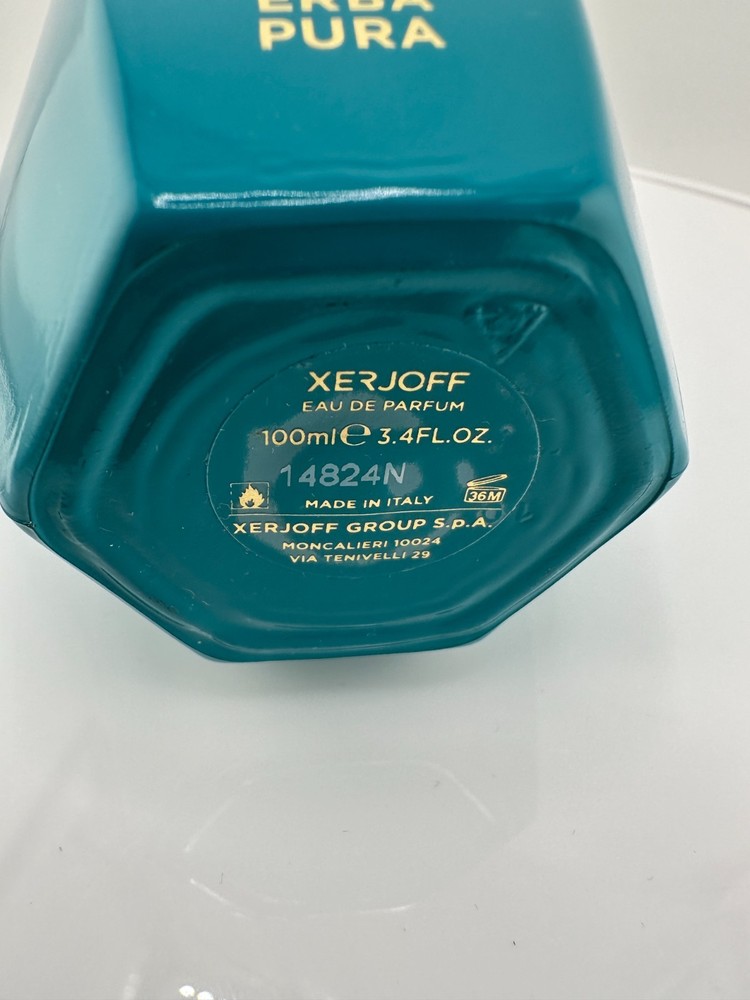 ERBA
PURA
XERJOFF
EAU DE PARFUM
100ml℮ 3.4FL.OZ.
14824N
36M
MADE IN ITALY
XERJOFF GROUP S.p.A.
MONCALIERI 10024
VIA TENIVELLI 29